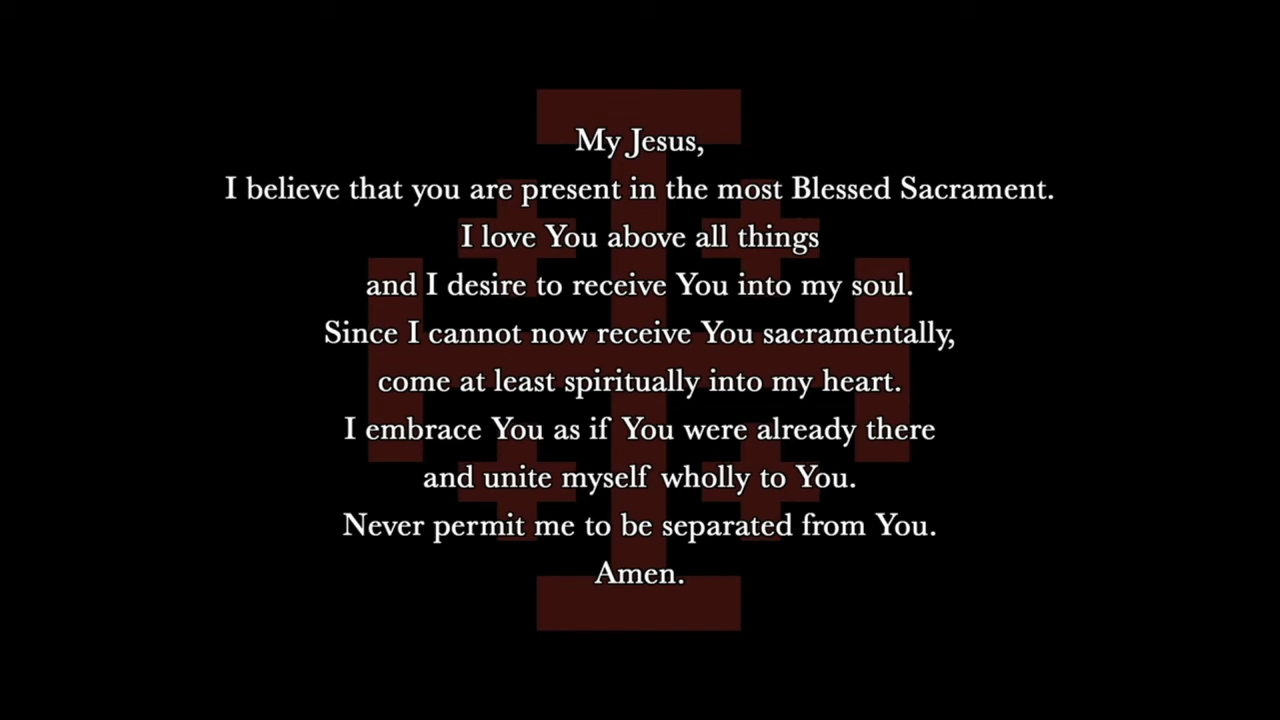 My Jesus,
I believe that you are present in the most Blessed Sacrament.
I love You above all things
and I desire to receive You into my soul.
Since I cannot now receive You sacramentally,
come at least spiritually into my heart.
I embrace You as if You were already there
and unite myself wholly to You.
Never permit me to be separated from You.
Amen.